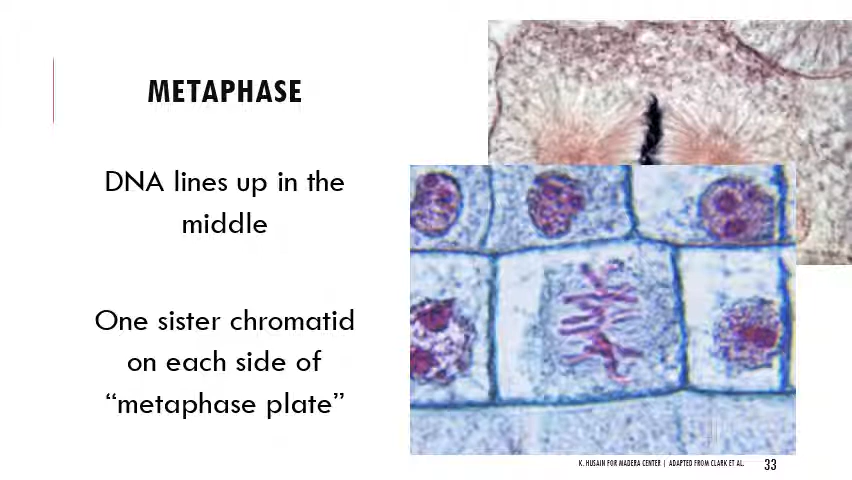 METAPHASE
DNA lines up in the
middle
One sister chromatid
on each side of
“metaphase plate”
K. HUSAIN FOR MADERA CENTER | ADAPTED FROM CLARK ET AL. 33